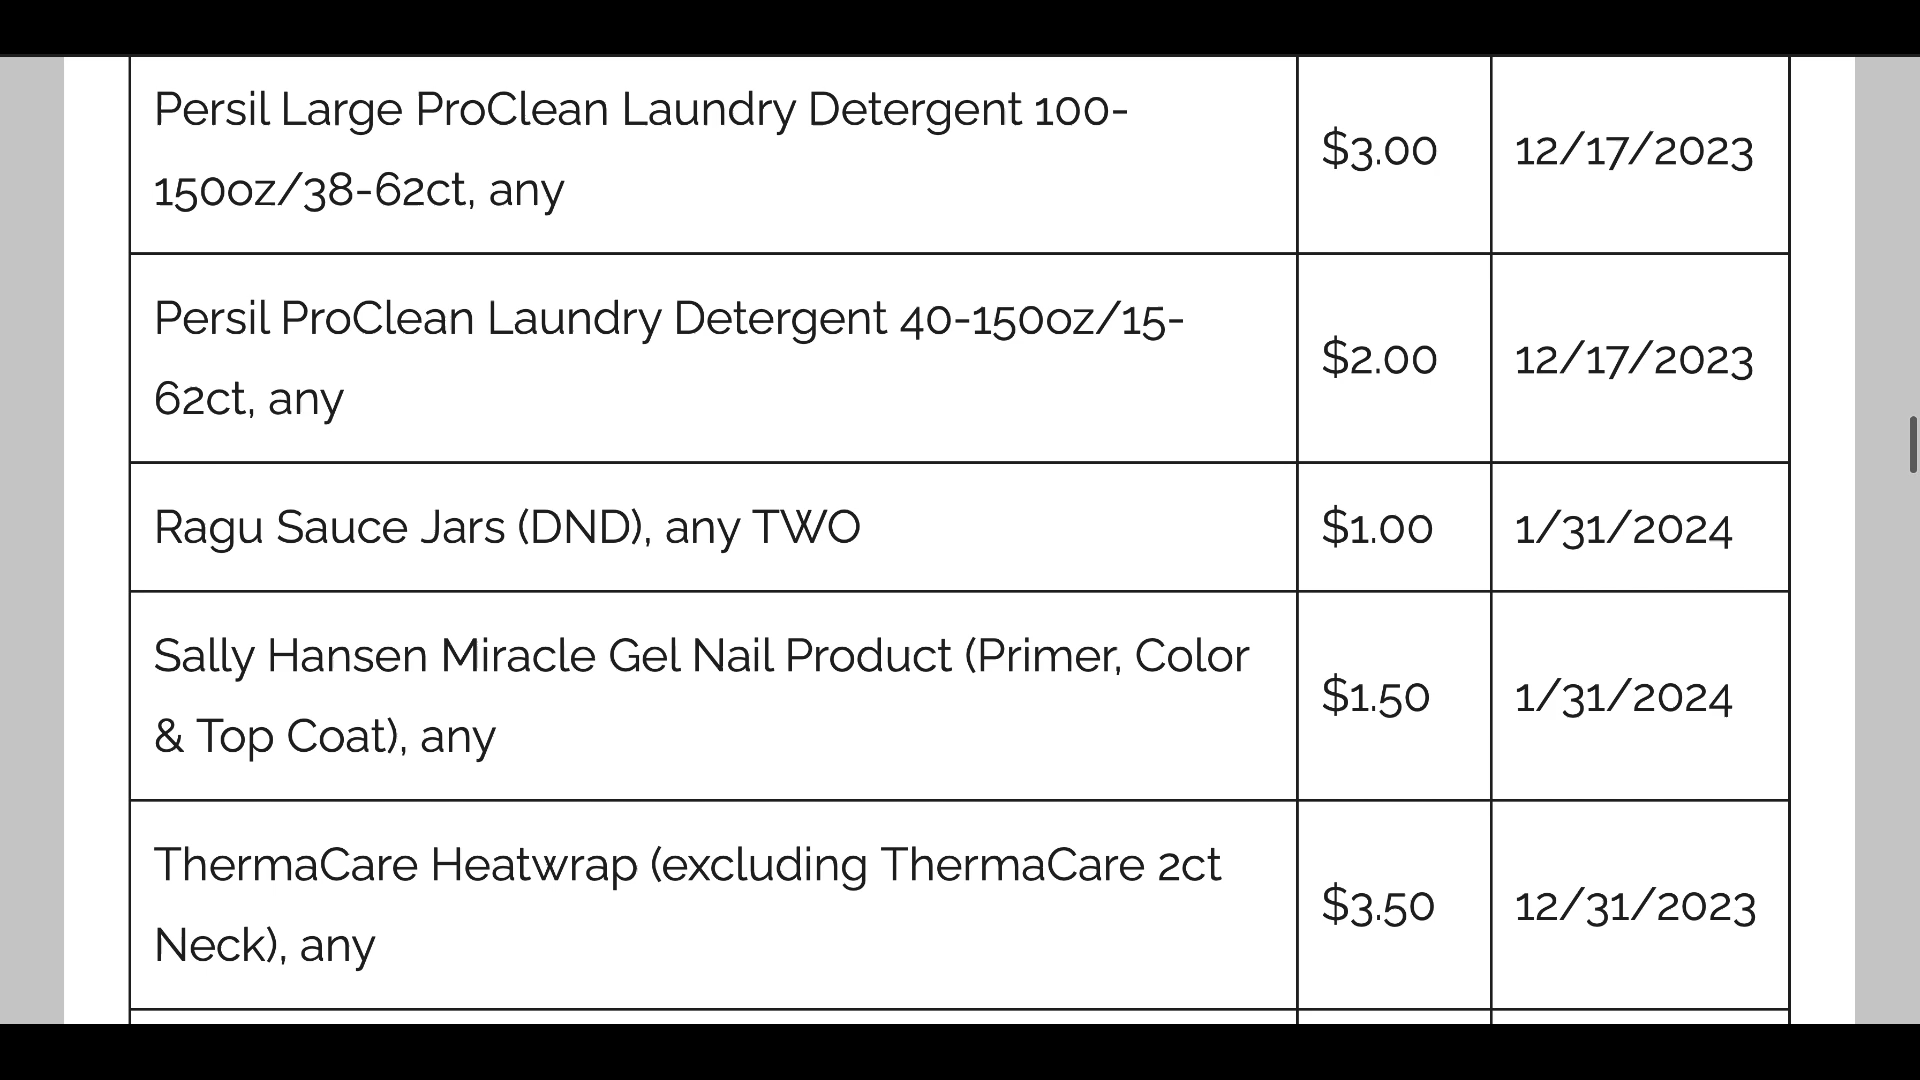 Persil Large ProClean Laundry Detergent 100-
150oz/38-62ct, any
$3.00
12/17/2023
Persil ProClean Laundry Detergent 40-150oz/15-
62ct, any
$2.00
12/17/2023
Ragu Sauce Jars (DND), any TWO
$1.00
1/31/2024
Sally Hansen Miracle Gel Nail Product (Primer, Color
& Top Coat), any
$1.50
1/31/2024
ThermaCare Heatwrap (excluding ThermaCare 2ct
Neck), any
$3.50
12/31/2023